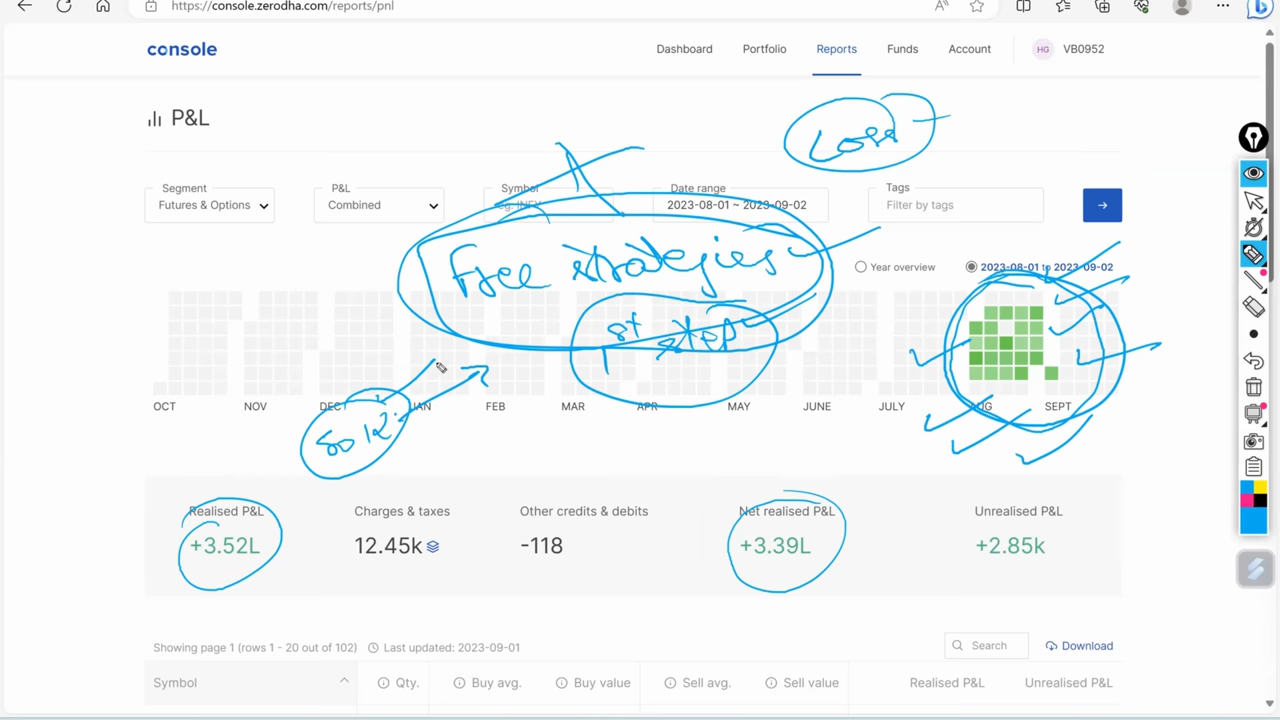 https://console.zerodha.com/reports/pnl
console
Dashboard Portfolio Reports Funds Account HG VB0952
P&L
Loss
Segment P&L Symbol Date range Tags
Futures & Options Combined eg: INFY 2023-08-01 ~ 2023-09-02 Filter by tags
Free strategies
Year overview 2023-08-01 to 2023-09-02
1st step
OCT NOV DEC JAN FEB MAR APR MAY JUNE JULY AUG SEPT
Realised P&L Charges & taxes Other credits & debits Net realised P&L Unrealised P&L
+3.52L 12.45k -118 +3.39L +2.85k
Showing page 1 (rows 1 - 20 out of 102) Last updated: 2023-09-01 Search Download
Symbol Qty. Buy avg. Buy value Sell avg. Sell value Realised P&L Unrealised P&L